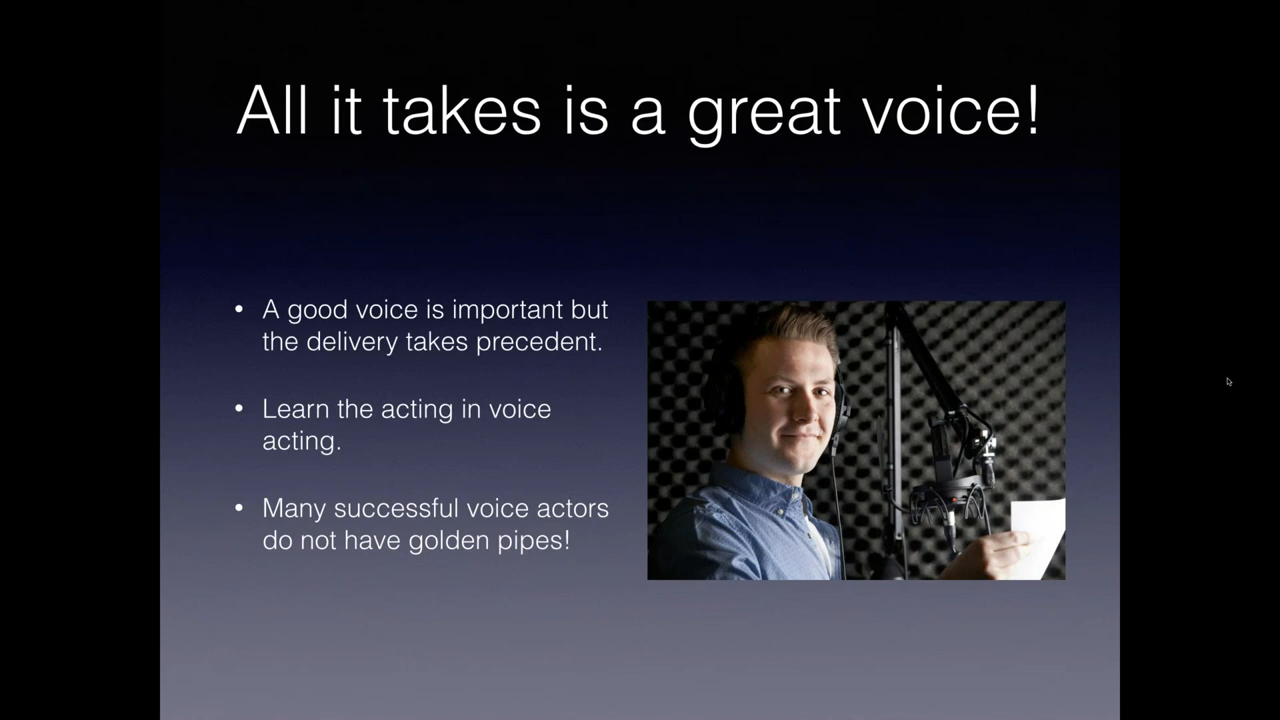 All it takes is a great voice!
• A good voice is important but
the delivery takes precedent.
• Learn the acting in voice
acting.
• Many successful voice actors
do not have golden pipes!